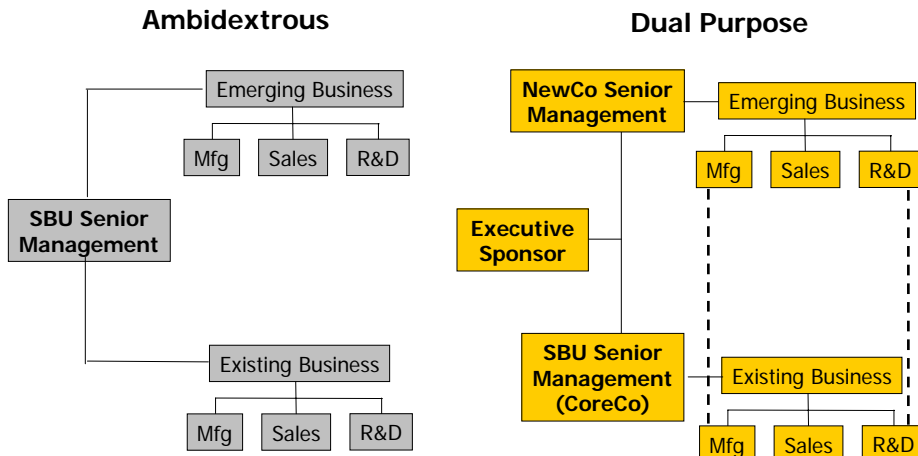 Ambidextrous
Emerging Business
Mfg
Sales
R&D
SBU Senior
Management
Existing Business
Mfg
Sales
R&D
Dual Purpose
NewCo Senior
Management
Emerging Business
Mfg
Sales
R&D
Executive
Sponsor
SBU Senior
Management
(CoreCo)
Existing Business
Mfg
Sales
R&D